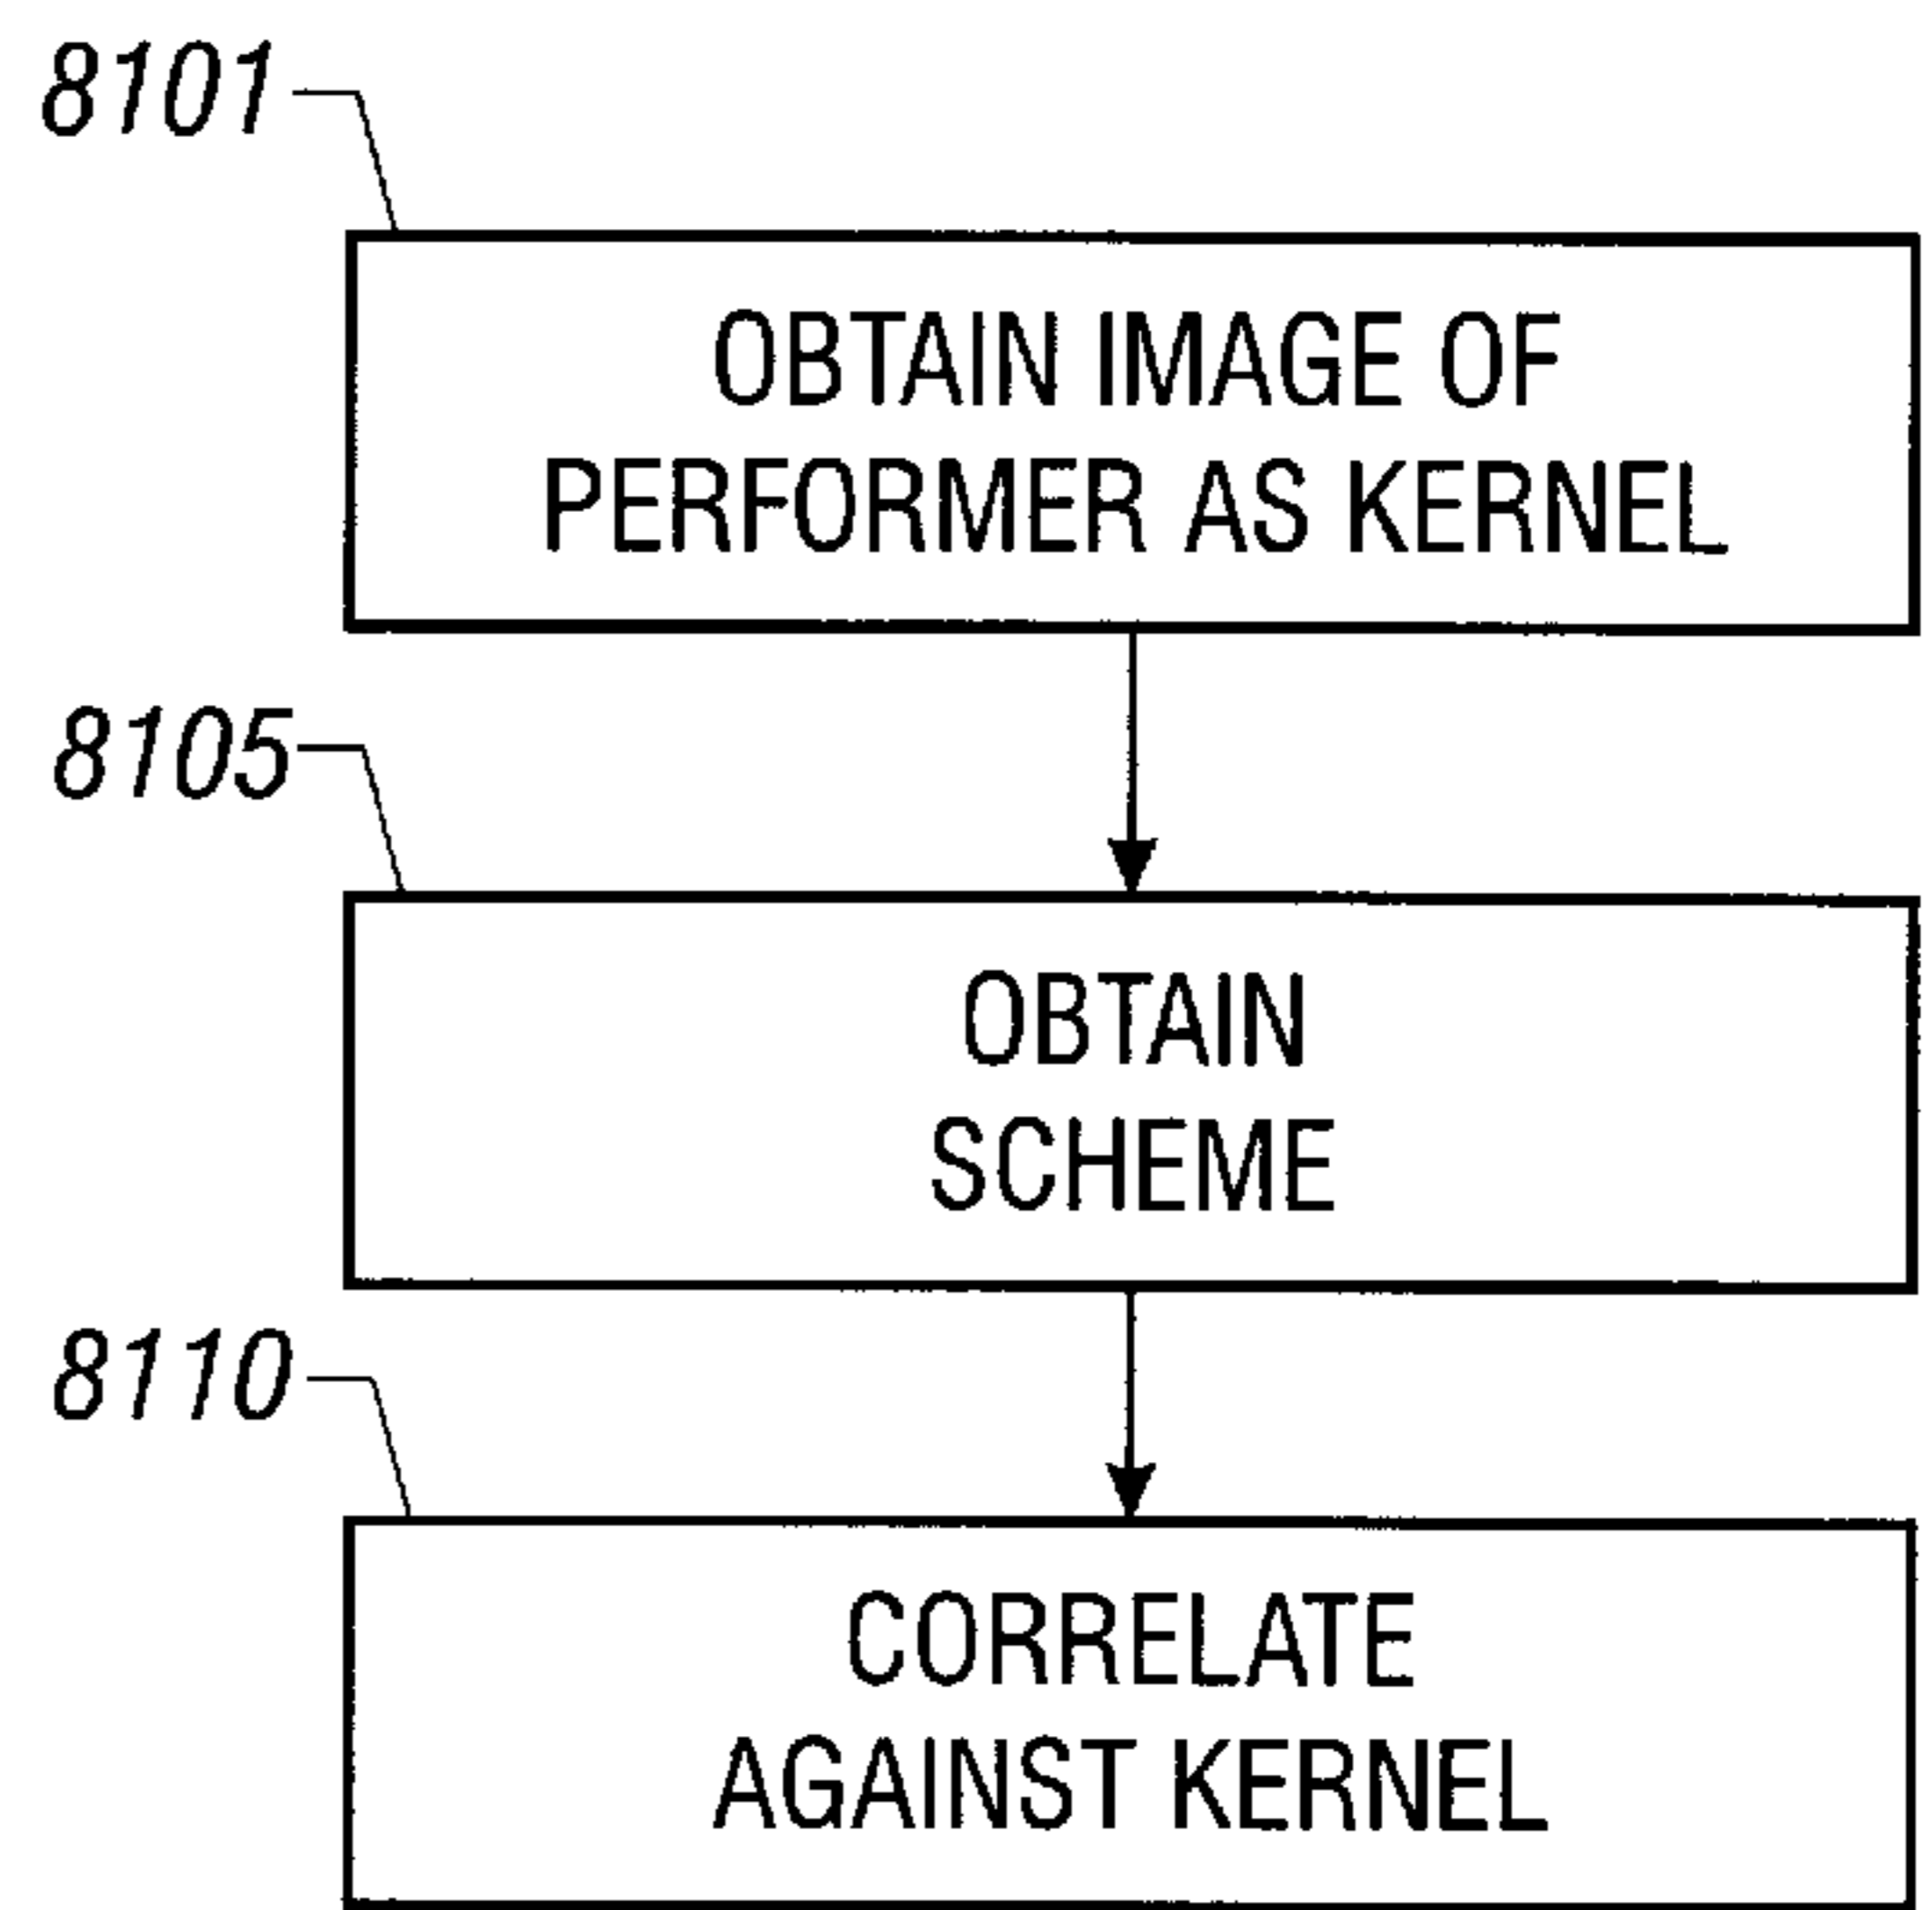 8101
OBTAIN IMAGE OF
PERFORMER AS KERNEL
8105
OBTAIN
SCHEME
8110
CORRELATE
AGAINST KERNEL